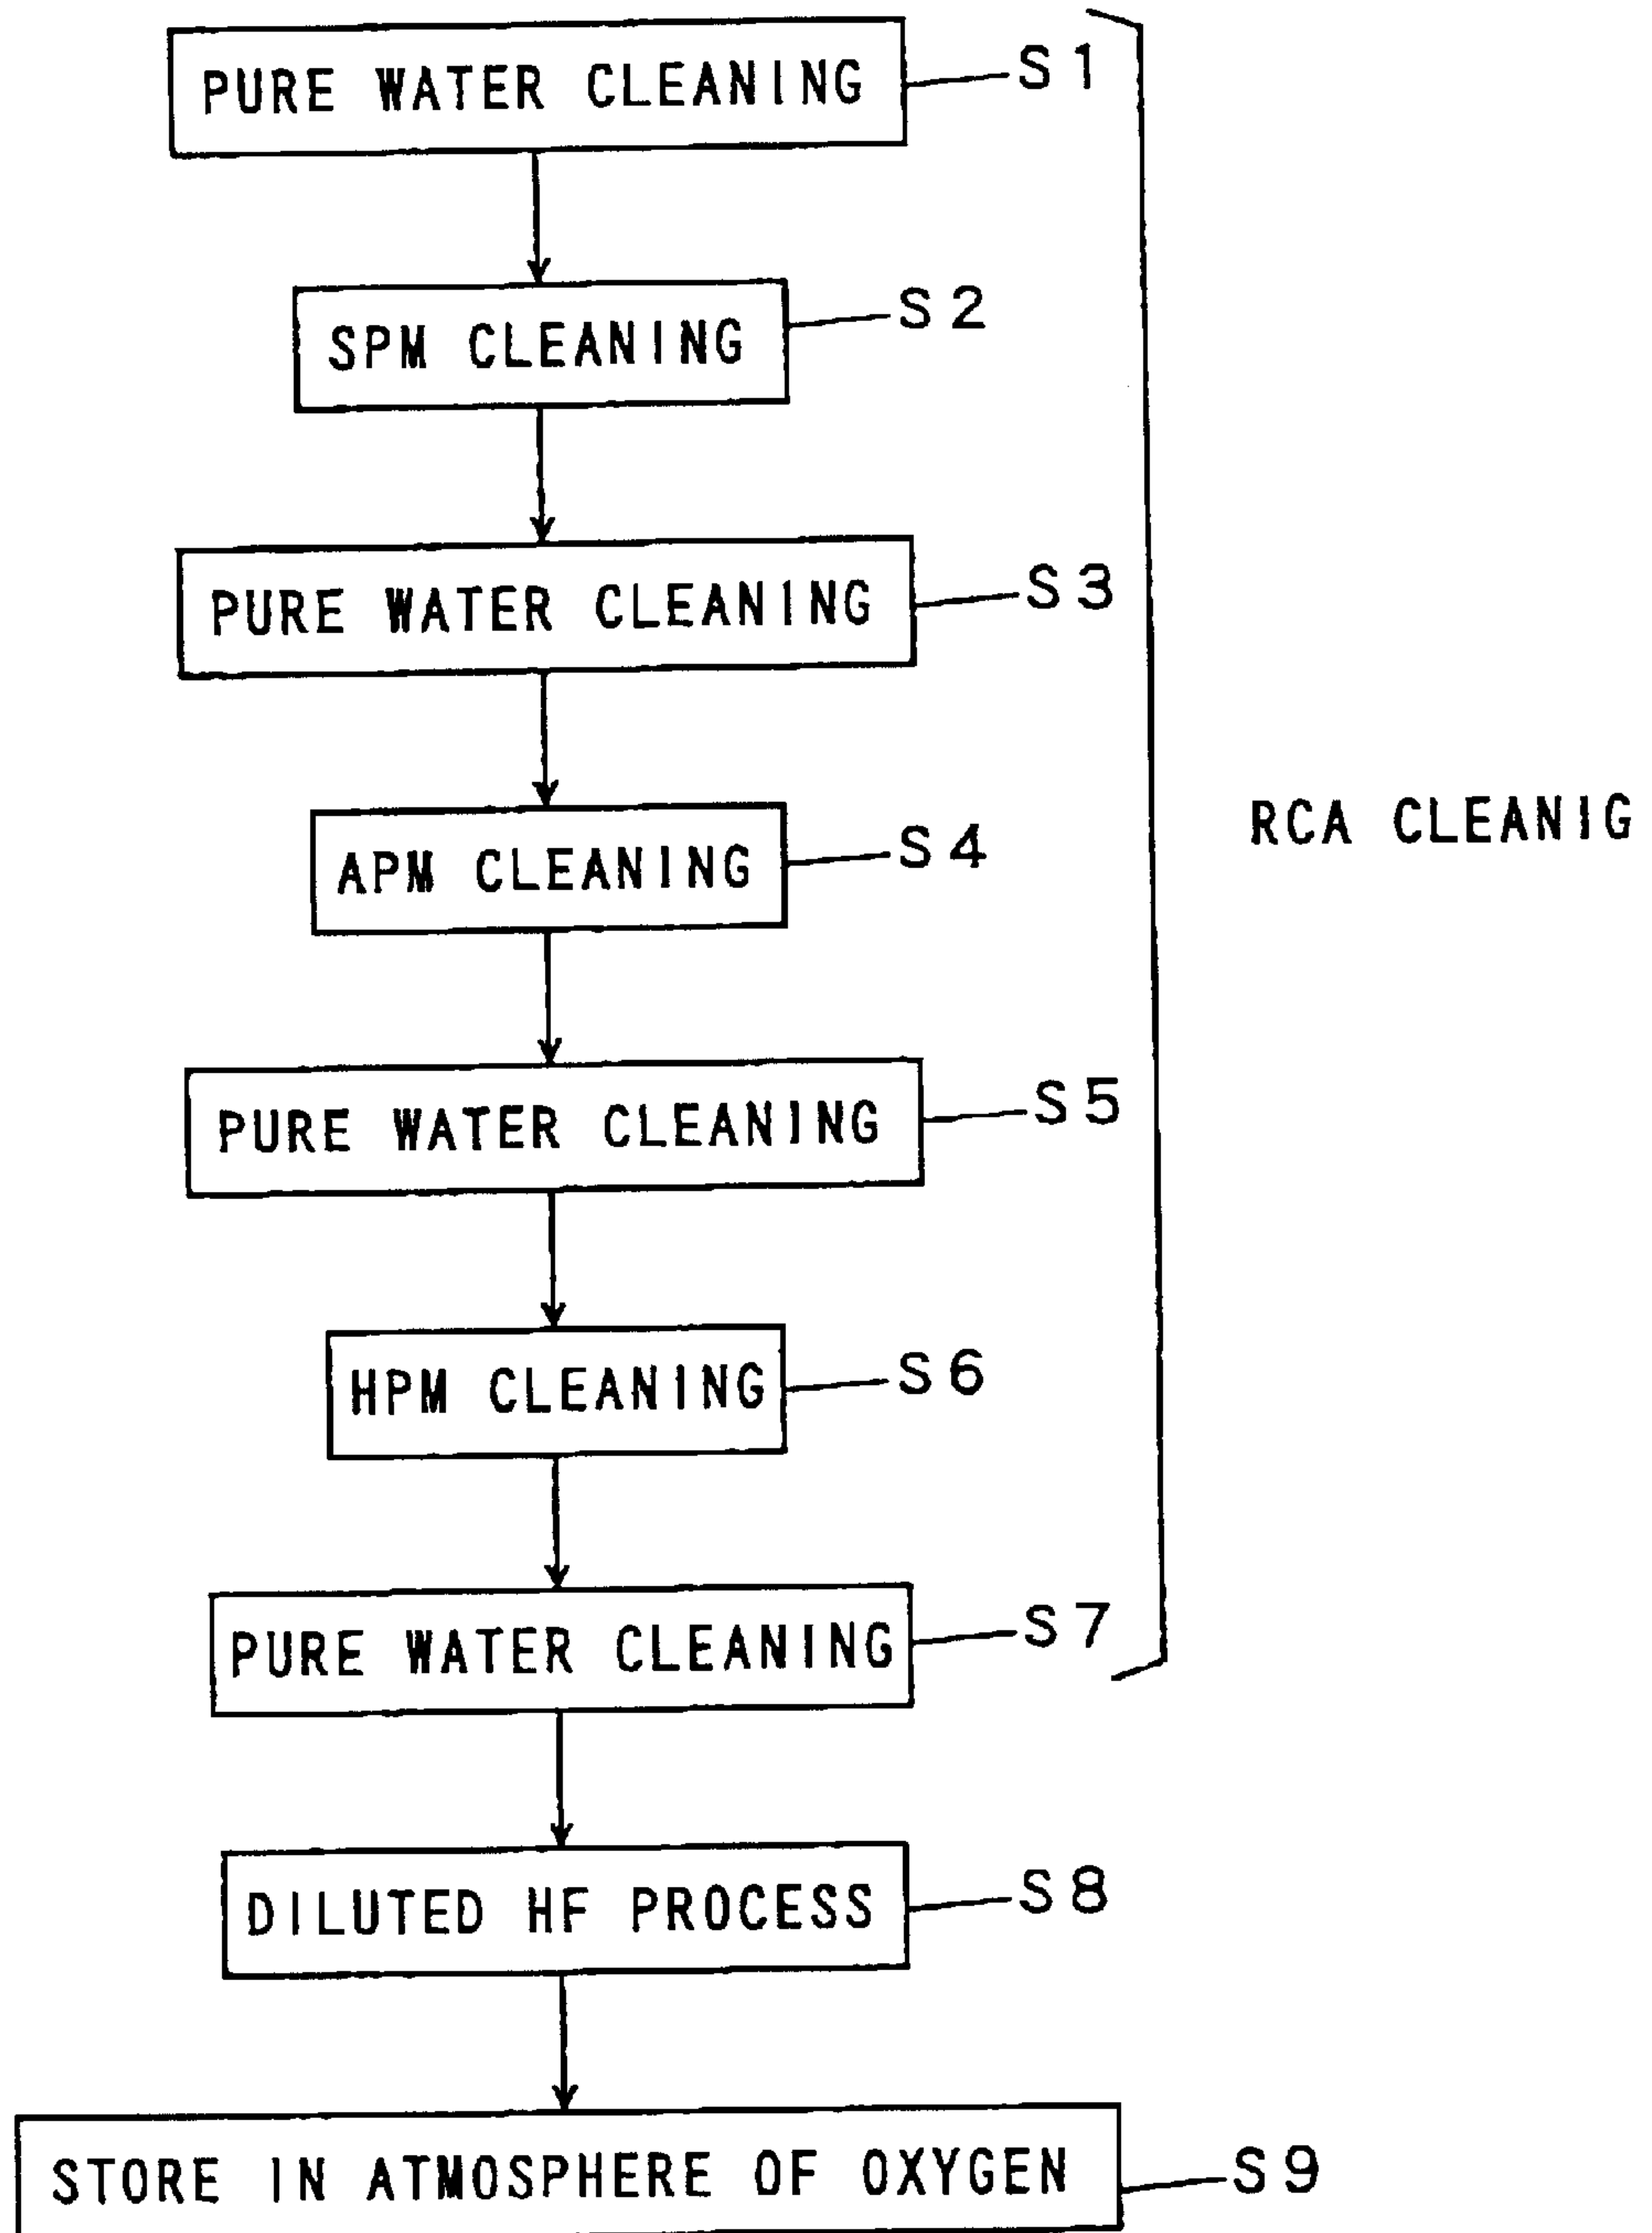 PURE WATER CLEANING S1
SPM CLEANING S2
PURE WATER CLEANING S3
RCA CLEANIG
APM CLEANING S4
PURE WATER CLEANING S5
HPM CLEANING S6
PURE WATER CLEANING S7
DILUTED HF PROCESS S8
STORE IN ATMOSPHERE OF OXYGEN S9